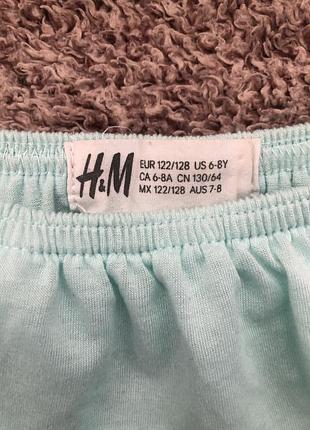 H&M
EUR 122/128 US 6-8Y
CA 6-8A CN 130/64
MX 122/128 AUS 7-8